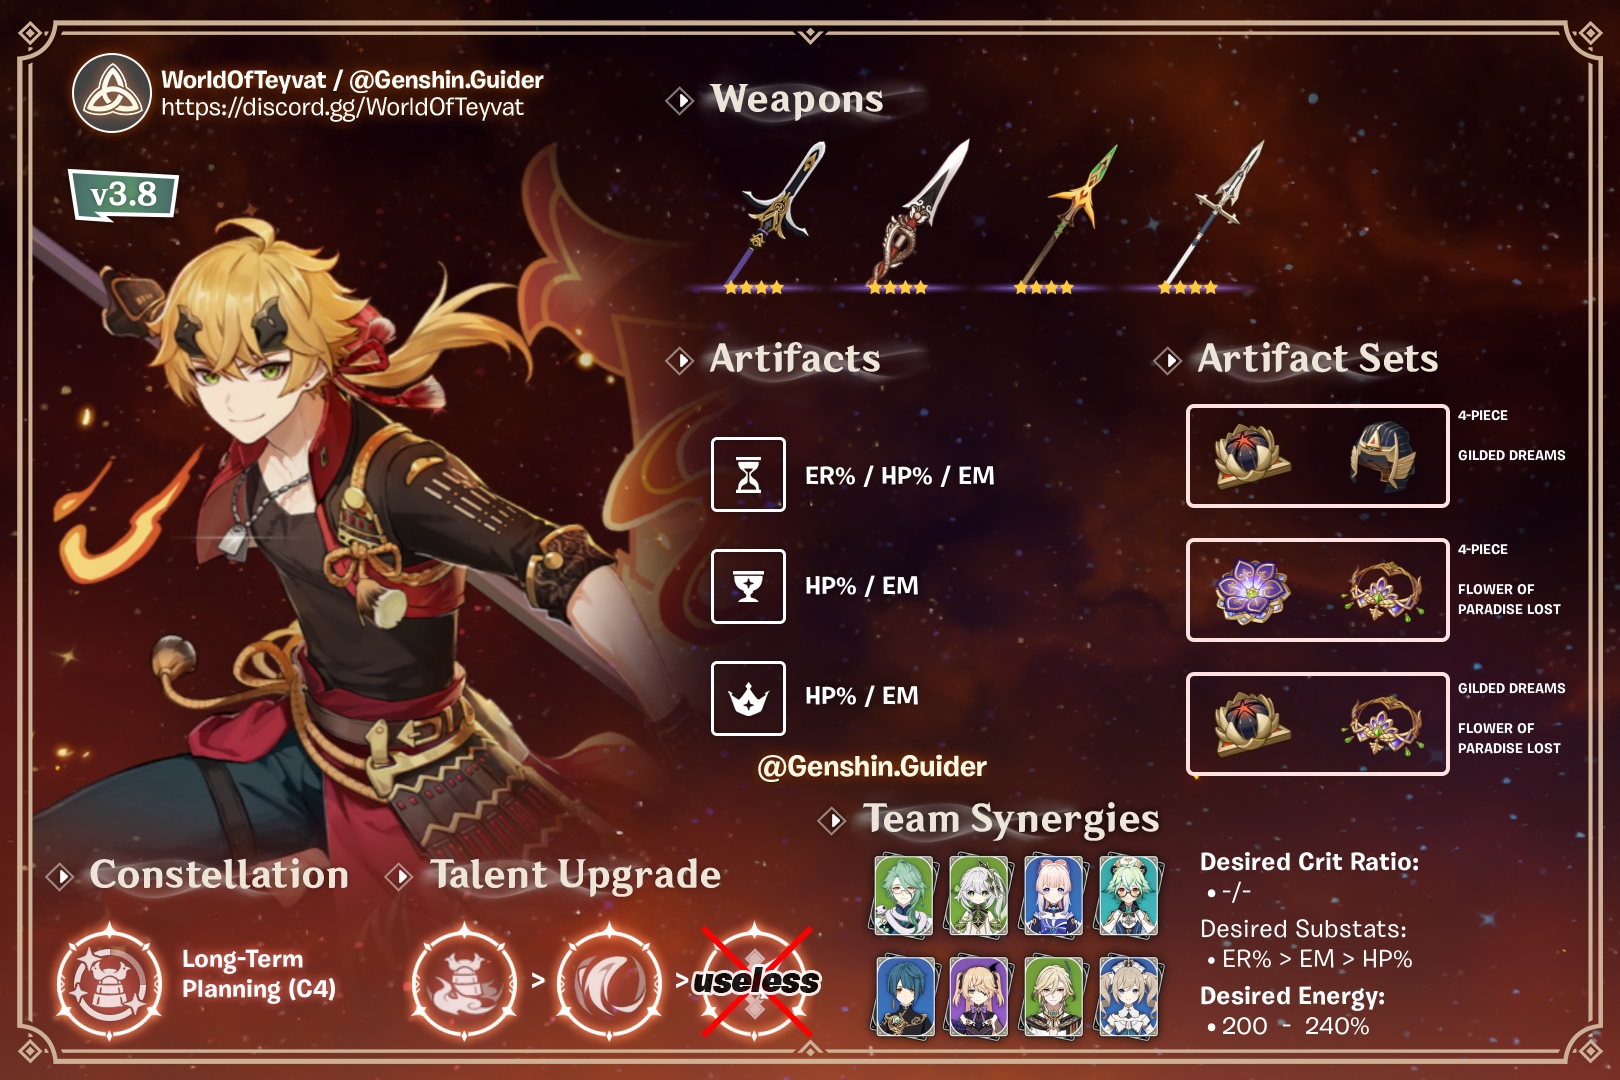 WorldOfTeyvat / @Genshin.Guider
https://discord.gg/WorldOfTeyvat
v3.8
Weapons
Artifacts
ER% / HP% / EM
HP% / EM
HP% / EM
@Genshin.Guider
Artifact Sets
4-PIECE
GILDED DREAMS
4-PIECE
FLOWER OF
PARADISE LOST
GILDED DREAMS
FLOWER OF
PARADISE LOST
Constellation
Long-Term
Planning (C4)
Talent Upgrade
> > useless
Team Synergies
Desired Crit Ratio:
• -/-
Desired Substats:
• ER% > EM > HP%
Desired Energy:
• 200 - 240%